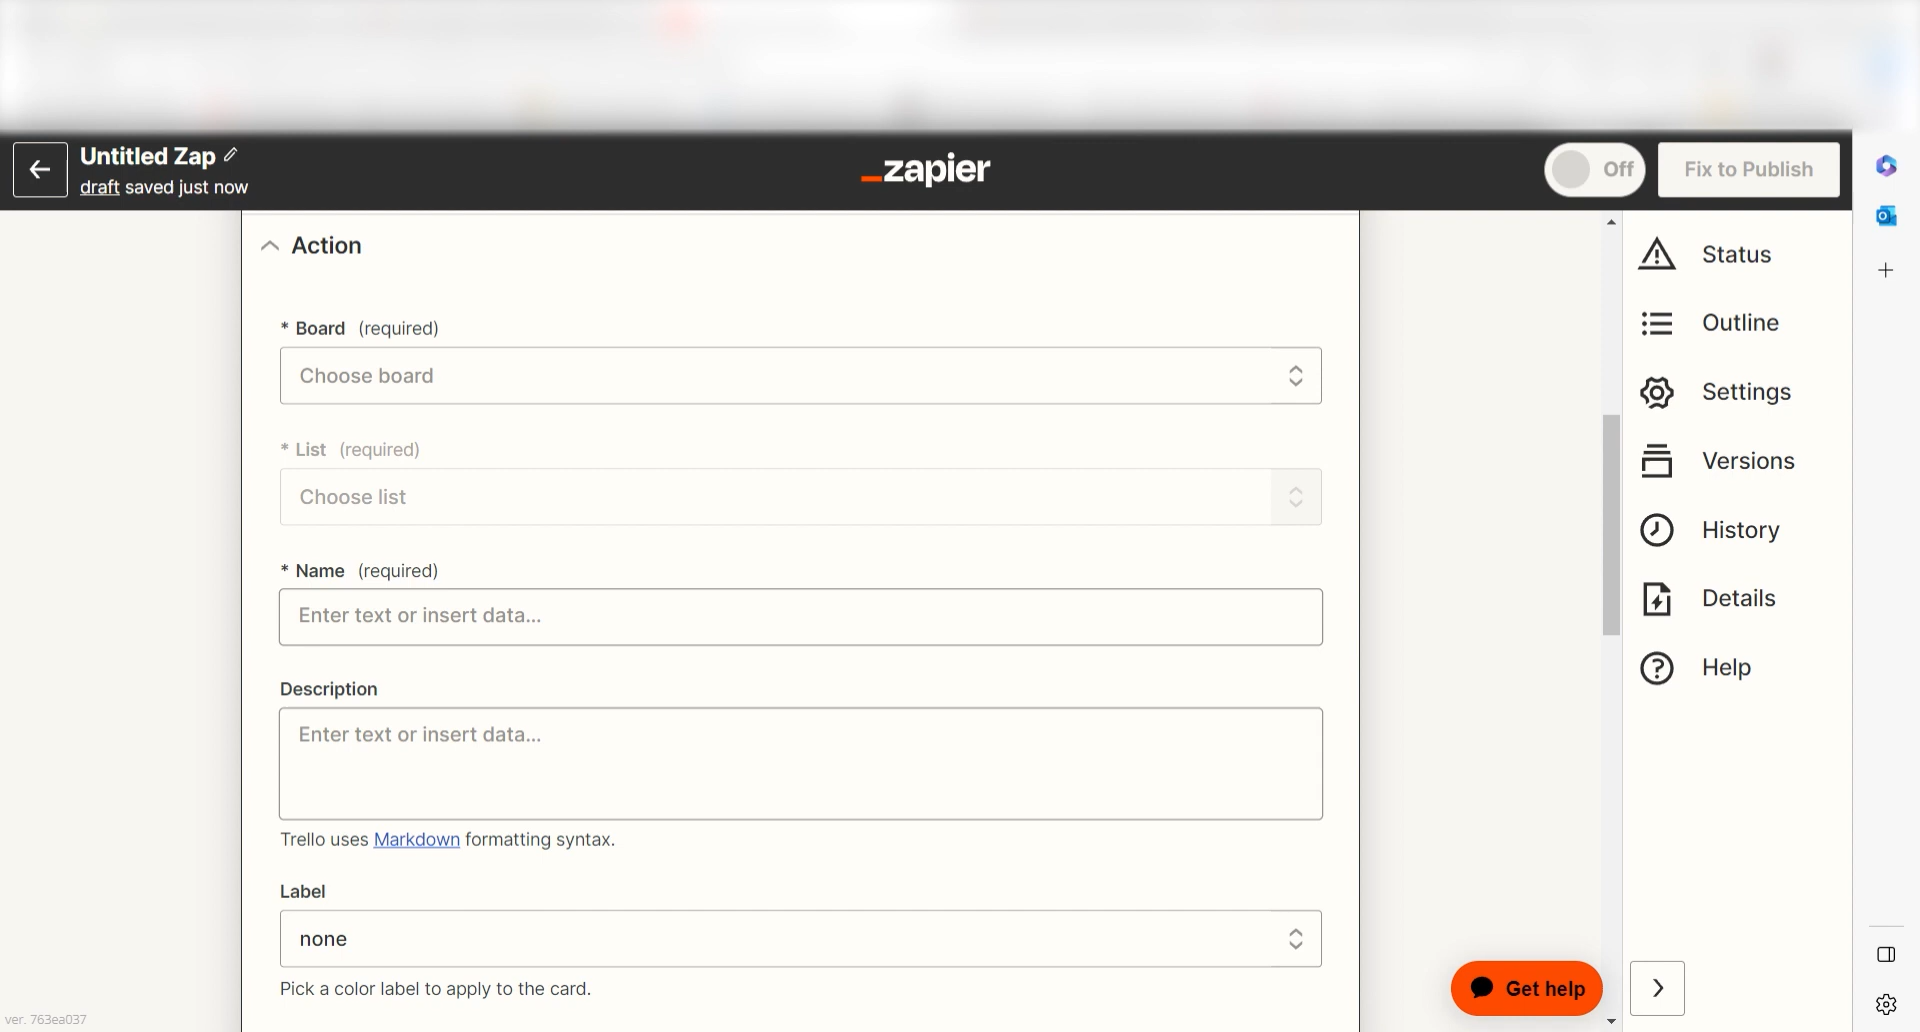 Untitled Zap
draft saved just now
zapier
Off
Fix to Publish
Action
* Board (required)
Choose board
* List (required)
Choose list
* Name (required)
Enter text or insert data...
Description
Enter text or insert data...
Trello uses Markdown formatting syntax.
Label
none
Pick a color label to apply to the card.
Status
Outline
Settings
Versions
History
Details
Help
Get help
ver. 763ea037